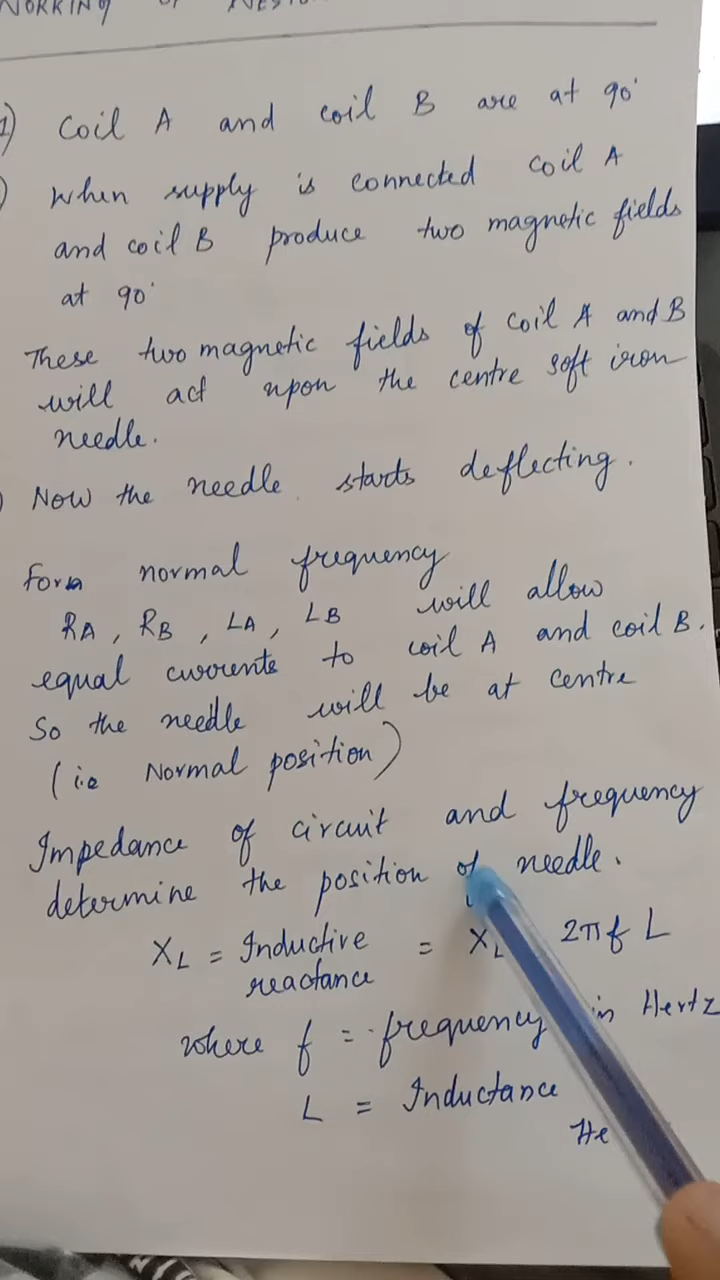 WORKING OF
1) Coil A and coil B are at 90°
) When supply is connected coil A
and coil B produce two magnetic fields
at 90°
These two magnetic fields of coil A and B
will act upon the centre soft iron
needle.
) Now the needle starts deflecting.
Form normal frequency
RA, RB, LA, LB will allow
equal currents to coil A and coil B.
So the needle will be at centre
(ie Normal position)
Impedance of circuit and frequency
determine the position of needle.
XL = Inductive = XL 2πf L
reactance
where f = frequency in Hertz
L = Inductance
He